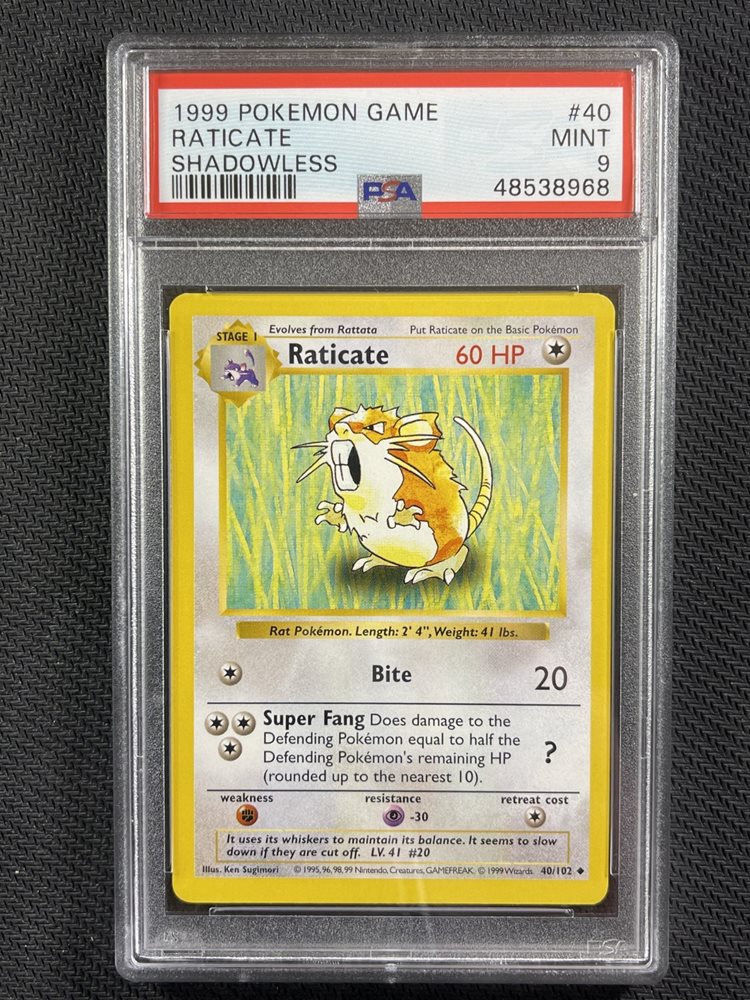 1999 POKEMON GAME #40
RATICATE MINT
SHADOWLESS 9
PSA 48538968
STAGE 1 Evolves from Rattata Put Raticate on the Basic Pokémon
Raticate 60 HP
Rat Pokémon. Length: 2' 4", Weight: 41 lbs.
Bite 20
Super Fang Does damage to the
Defending Pokémon equal to half the
Defending Pokémon's remaining HP ?
(rounded up to the nearest 10).
weakness resistance retreat cost
-30
It uses its whiskers to maintain its balance. It seems to slow
down if they are cut off. LV. 41 #20
Illus. Ken Sugimori © 1995, 96, 98, 99 Nintendo, Creatures, GAMEFREAK. © 1999 Wizards. 40/102
PSA